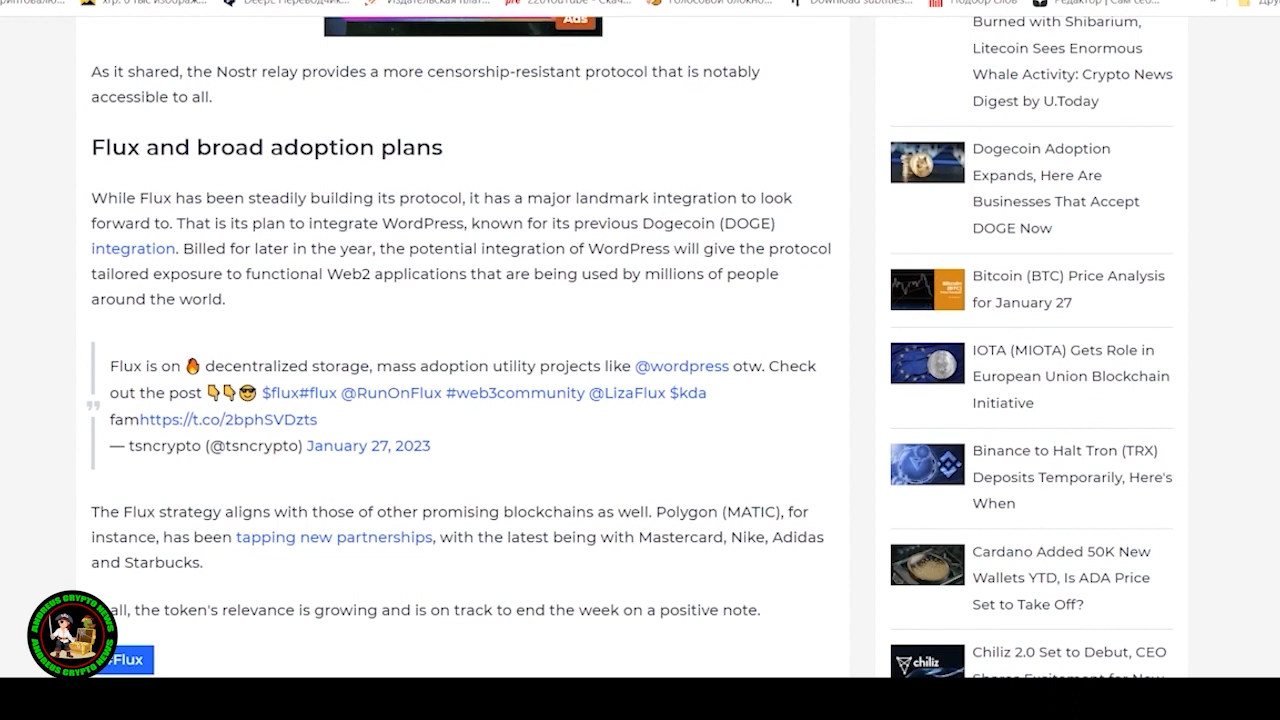 Ads
As it shared, the Nostr relay provides a more censorship-resistant protocol that is notably
accessible to all.
Flux and broad adoption plans
While Flux has been steadily building its protocol, it has a major landmark integration to look
forward to. That is its plan to integrate WordPress, known for its previous Dogecoin (DOGE)
integration. Billed for later in the year, the potential integration of WordPress will give the protocol
tailored exposure to functional Web2 applications that are being used by millions of people
around the world.
Flux is on 🔥 decentralized storage, mass adoption utility projects like @wordpress otw. Check
out the post 👇👇😎 $flux#flux @RunOnFlux #web3community @LizaFlux $kda
famhttps://t.co/2bphSVDzts
— tsncrypto (@tsncrypto) January 27, 2023
The Flux strategy aligns with those of other promising blockchains as well. Polygon (MATIC), for
instance, has been tapping new partnerships, with the latest being with Mastercard, Nike, Adidas
and Starbucks.
all, the token's relevance is growing and is on track to end the week on a positive note.
Flux
ANDREUS CRYPTO NEWS
ANDREUS CRYPTO NEWS
Burned with Shibarium,
Litecoin Sees Enormous
Whale Activity: Crypto News
Digest by U.Today
Dogecoin Adoption
Expands, Here Are
Businesses That Accept
DOGE Now
Bitcoin (BTC) Price Analysis
for January 27
IOTA (MIOTA) Gets Role in
European Union Blockchain
Initiative
Binance to Halt Tron (TRX)
Deposits Temporarily, Here's
When
Cardano Added 50K New
Wallets YTD, Is ADA Price
Set to Take Off?
chiliz
Chiliz 2.0 Set to Debut, CEO